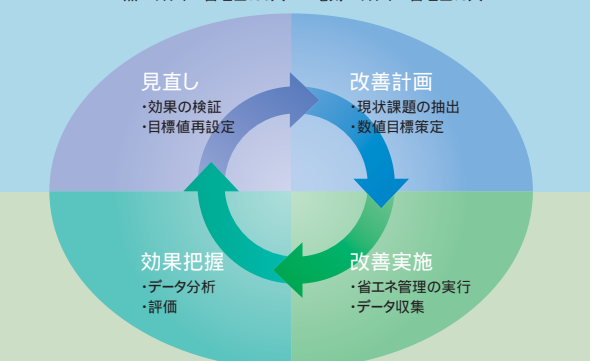 見直し
・効果の検証
・目標値再設定
改善計画
・現状課題の抽出
・数値目標策定
効果把握
・データ分析
・評価
改善実施
・省エネ管理の実行
・データ収集